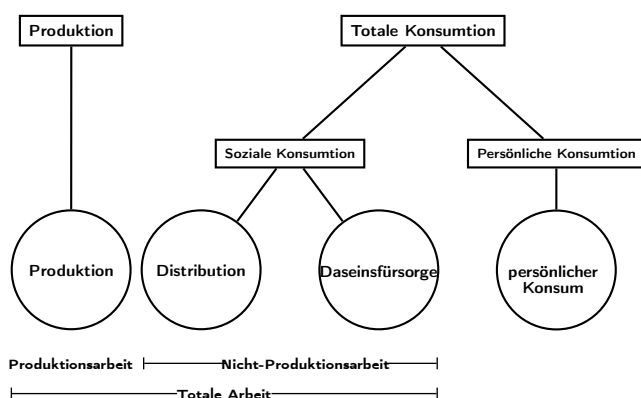 Produktion
Totale Konsumtion
Soziale Konsumtion
Persönliche Konsumtion
Produktion
Distribution
Daseinsfürsorge
persönlicher
Konsum
Produktionsarbeit
Nicht-Produktionsarbeit
Totale Arbeit